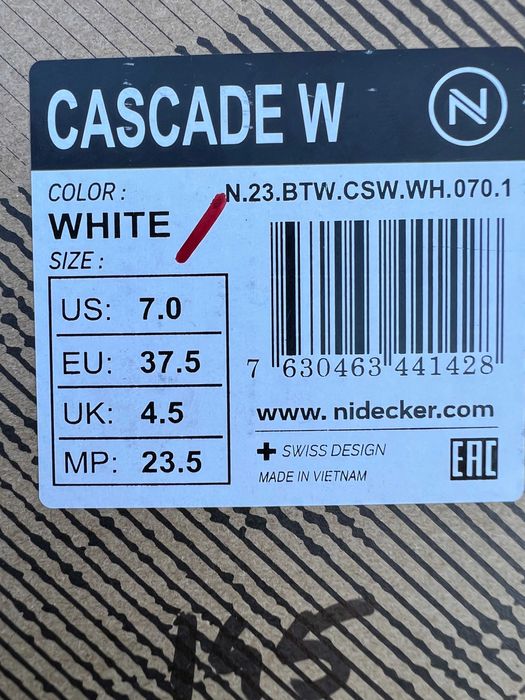 CASCADE W
N
COLOR :
N.23.BTW.CSW.WH.070.1
WHITE
SIZE :
US: 7.0
EU: 37.5
UK: 4.5
MP: 23.5
7 630463 441428
www. nidecker.com
+ SWISS DESIGN
MADE IN VIETNAM
EAC
195